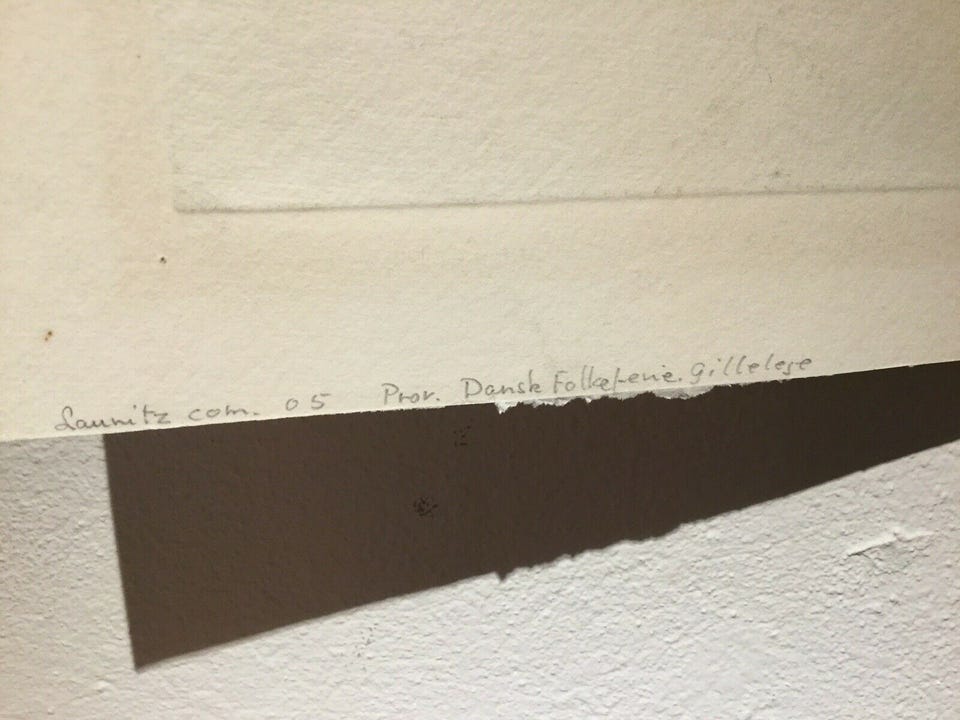 Launitz com. 05 Prov. Dansk Folkeferie. Gilleleje